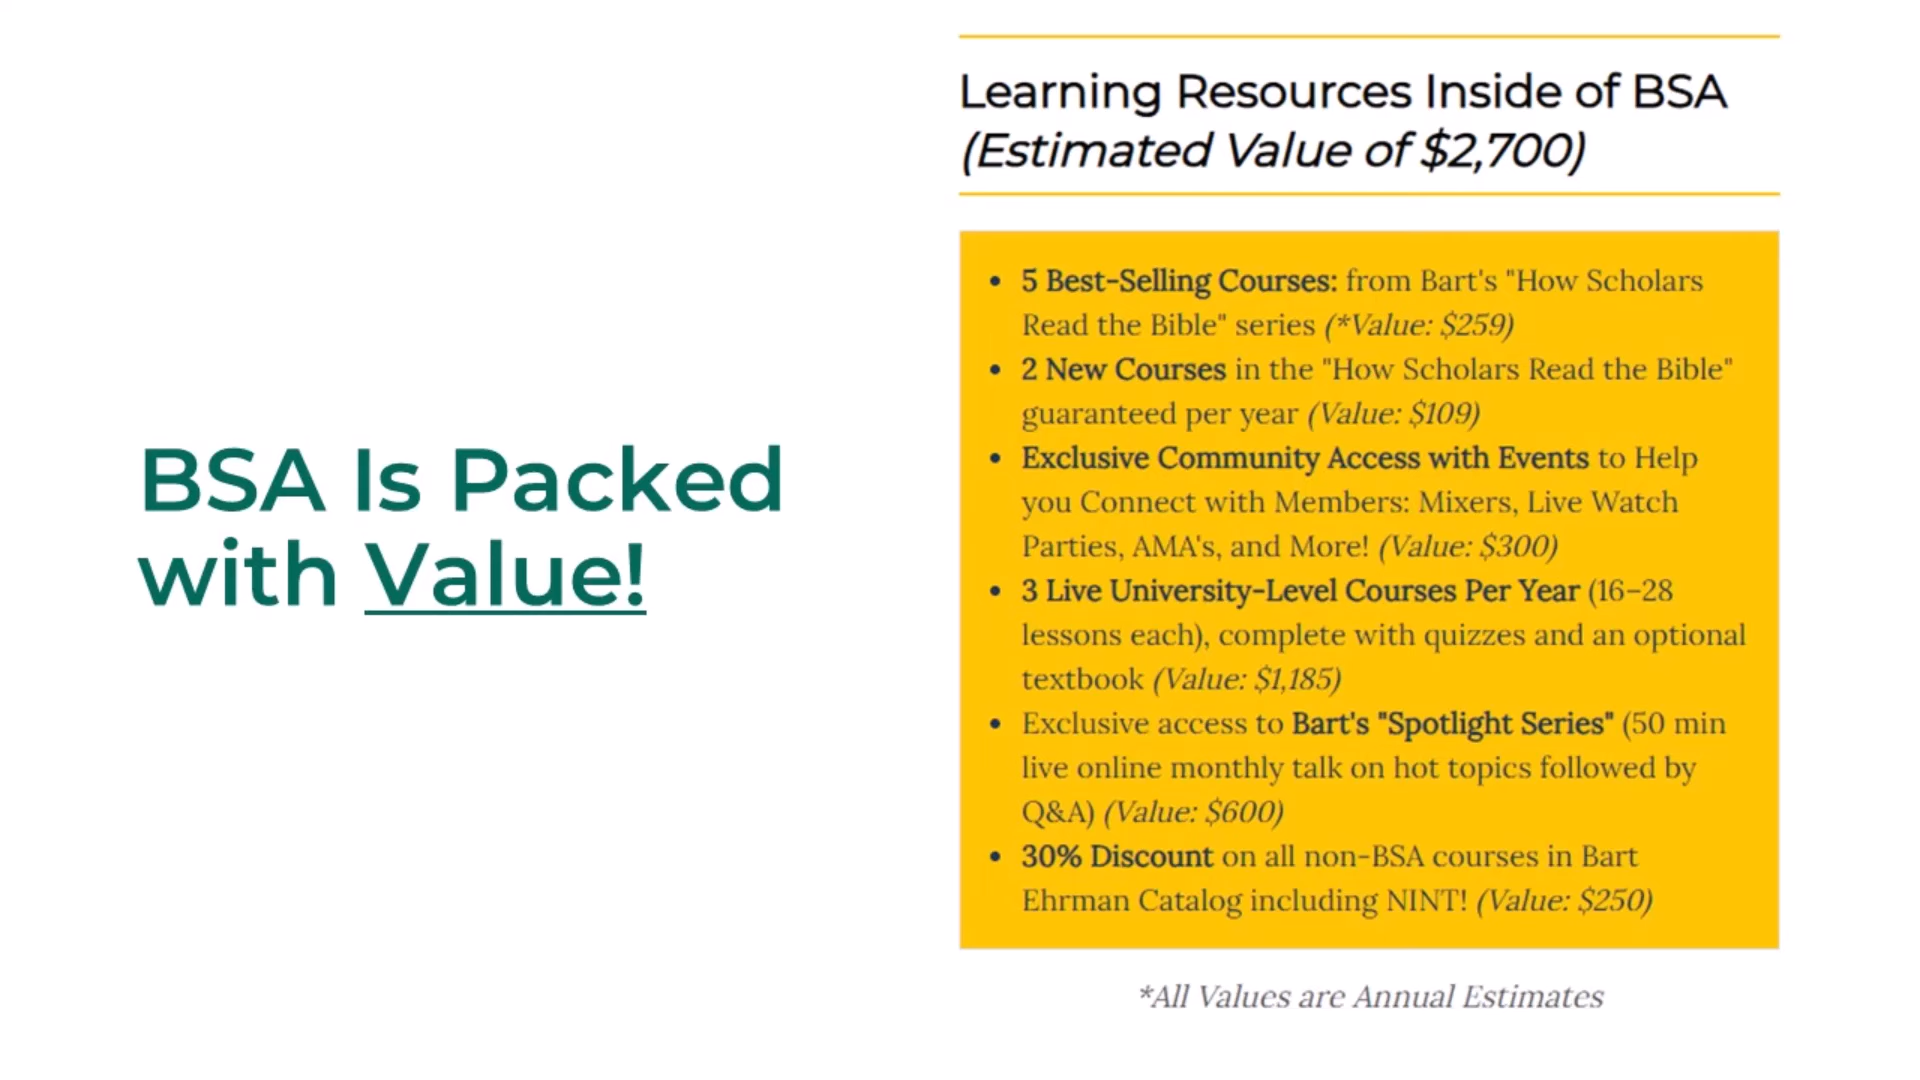 BSA Is Packed
with Value!
Learning Resources Inside of BSA
(Estimated Value of $2,700)
• 5 Best-Selling Courses: from Bart's "How Scholars
Read the Bible" series (*Value: $259)
• 2 New Courses in the "How Scholars Read the Bible"
guaranteed per year (Value: $109)
• Exclusive Community Access with Events to Help
you Connect with Members: Mixers, Live Watch
Parties, AMA's, and More! (Value: $300)
• 3 Live University-Level Courses Per Year (16–28
lessons each), complete with quizzes and an optional
textbook (Value: $1,185)
• Exclusive access to Bart's "Spotlight Series" (50 min
live online monthly talk on hot topics followed by
Q&A) (Value: $600)
• 30% Discount on all non-BSA courses in Bart
Ehrman Catalog including NINT! (Value: $250)
*All Values are Annual Estimates